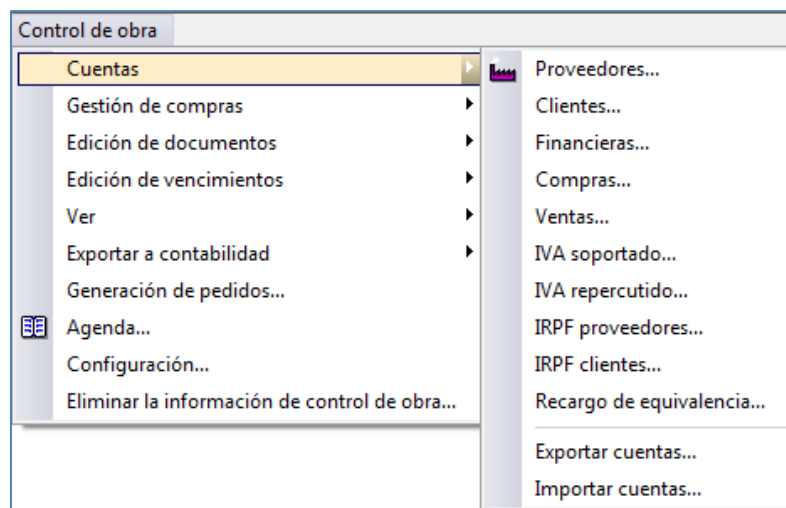 Control de obra
Cuentas
Gestión de compras
Edición de documentos
Edición de vencimientos
Ver
Exportar a contabilidad
Generación de pedidos...
Agenda...
Configuración...
Eliminar la información de control de obra...
Proveedores...
Clientes...
Financieras...
Compras...
Ventas...
IVA soportado...
IVA repercutido...
IRPF proveedores...
IRPF clientes...
Recargo de equivalencia...
Exportar cuentas...
Importar cuentas...